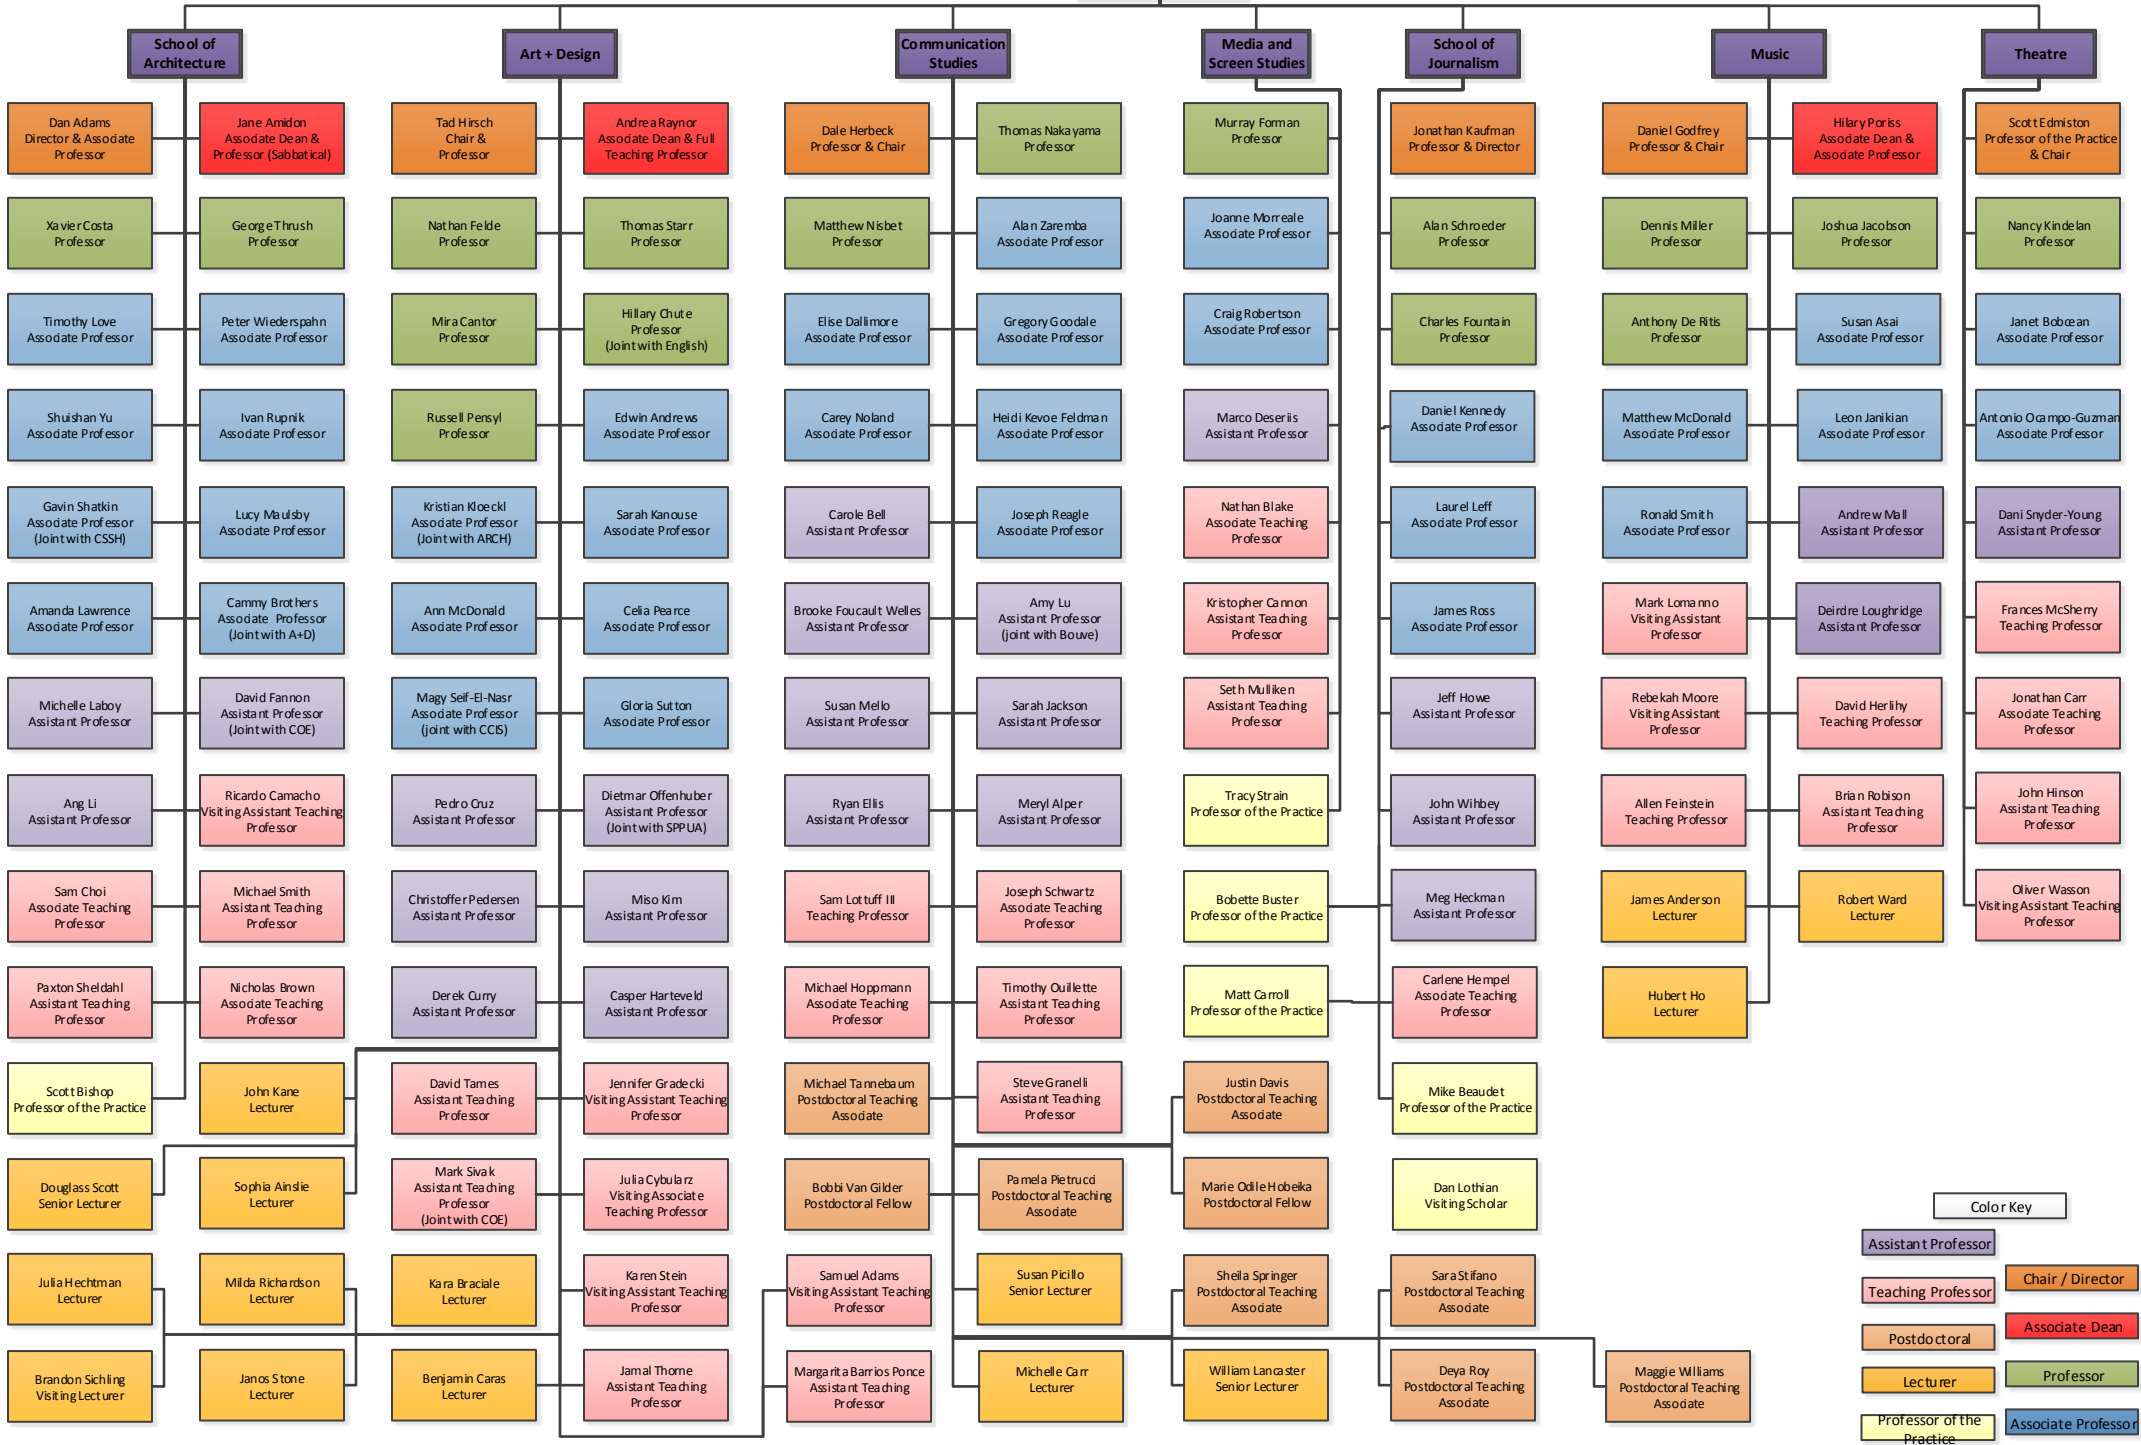 School of
Architecture
Art + Design
Communication
Studies
Media and
Screen Studies
School of
Journalism
Music
Theatre
Dan Adams
Director & Associate
Professor
Jane Amidon
Associate Dean &
Professor (Sabbatical)
Tad Hirsch
Chair &
Professor
Andrea Raynor
Associate Dean & Full
Teaching Professor
Dale Herbeck
Professor & Chair
Thomas Nakayama
Professor
Murray Forman
Professor
Jonathan Kaufman
Professor & Director
Daniel Godfrey
Professor & Chair
Hilary Poriss
Associate Dean &
Associate Professor
Scott Edmiston
Professor of the Practice
& Chair
Xavier Costa
Professor
George Thrush
Professor
Nathan Felde
Professor
Thomas Starr
Professor
Matthew Nisbet
Professor
Alan Zaremba
Associate Professor
Joanne Morreale
Associate Professor
Alan Schroeder
Professor
Dennis Miller
Professor
Joshua Jacobson
Professor
Nancy Kindelan
Professor
Timothy Love
Associate Professor
Peter Wiederspahn
Associate Professor
Mira Cantor
Professor
Hillary Chute
Professor
(Joint with English)
Elise Dallimore
Associate Professor
Gregory Goodale
Associate Professor
Craig Robertson
Associate Professor
Charles Fountain
Professor
Anthony De Ritis
Professor
Susan Asai
Associate Professor
Janet Bobcean
Associate Professor
Shuishan Yu
Associate Professor
Ivan Rupnik
Associate Professor
Russell Pensyl
Professor
Edwin Andrews
Associate Professor
Carey Noland
Associate Professor
Heidi Kevoe Feldman
Associate Professor
Marco Deseriis
Assistant Professor
Daniel Kennedy
Associate Professor
Matthew McDonald
Associate Professor
Leon Janikian
Associate Professor
Antonio Ocampo-Guzman
Associate Professor
Gavin Shatkin
Associate Professor
(Joint with CSSH)
Lucy Maulsby
Associate Professor
Kristian Kloeckl
Associate Professor
(Joint with ARCH)
Sarah Kanouse
Associate Professor
Carole Bell
Assistant Professor
Joseph Reagle
Associate Professor
Nathan Blake
Associate Teaching
Professor
Laurel Leff
Associate Professor
Ronald Smith
Associate Professor
Andrew Mall
Assistant Professor
Dani Snyder-Young
Assistant Professor
Amanda Lawrence
Associate Professor
Cammy Brothers
Associate Professor
(Joint with A+D)
Ann McDonald
Associate Professor
Celia Pearce
Associate Professor
Brooke Foucault Welles
Assistant Professor
Amy Lu
Assistant Professor
(joint with Bouve)
Kristopher Cannon
Assistant Teaching
Professor
James Ross
Associate Professor
Mark Lomanno
Visiting Assistant
Professor
Deirdre Loughridge
Assistant Professor
Frances McSherry
Teaching Professor
Michelle Laboy
Assistant Professor
David Fannon
Assistant Professor
(Joint with COE)
Magy Seif-El-Nasr
Associate Professor
(joint with CCIS)
Gloria Sutton
Associate Professor
Susan Mello
Assistant Professor
Sarah Jackson
Assistant Professor
Seth Mulliken
Assistant Teaching
Professor
Jeff Howe
Assistant Professor
Rebekah Moore
Visiting Assistant
Professor
David Herlihy
Teaching Professor
Jonathan Carr
Associate Teaching
Professor
Ang Li
Assistant Professor
Ricardo Camacho
Visiting Assistant Teaching
Professor
Pedro Cruz
Assistant Professor
Dietmar Offenhuber
Assistant Professor
(Joint with SPPUA)
Ryan Ellis
Assistant Professor
Meryl Alper
Assistant Professor
Tracy Strain
Professor of the Practice
John Wihbey
Assistant Professor
Allen Feinstein
Teaching Professor
Brian Robison
Assistant Teaching
Professor
John Hinson
Assistant Teaching
Professor
Sam Choi
Associate Teaching
Professor
Michael Smith
Assistant Teaching
Professor
Christoffer Pedersen
Assistant Professor
Miso Kim
Assistant Professor
Sam Lottuff III
Teaching Professor
Joseph Schwartz
Associate Teaching
Professor
Bobette Buster
Professor of the Practice
Meg Heckman
Assistant Professor
James Anderson
Lecturer
Robert Ward
Lecturer
Oliver Wasson
Visiting Assistant Teaching
Professor
Paxton Sheldahl
Assistant Teaching
Professor
Nicholas Brown
Associate Teaching
Professor
Derek Curry
Assistant Professor
Casper Harteveld
Assistant Professor
Michael Hoppmann
Associate Teaching
Professor
Timothy Ouillette
Assistant Teaching
Professor
Matt Carroll
Professor of the Practice
Carlene Hempel
Associate Teaching
Professor
Hubert Ho
Lecturer
Scott Bishop
Professor of the Practice
John Kane
Lecturer
David Tames
Assistant Teaching
Professor
Jennifer Gradecki
Visiting Assistant Teaching
Professor
Michael Tannebaum
Postdoctoral Teaching
Associate
Steve Granelli
Assistant Teaching
Professor
Justin Davis
Postdoctoral Teaching
Associate
Mike Beaudet
Professor of the Practice
Douglass Scott
Senior Lecturer
Sophia Ainslie
Lecturer
Mark Sivak
Assistant Teaching
Professor
(Joint with COE)
Julia Cybularz
Visiting Associate
Teaching Professor
Bobbi Van Gilder
Postdoctoral Fellow
Pamela Pietrucci
Postdoctoral Teaching
Associate
Marie Odile Hobeika
Postdoctoral Fellow
Dan Lothian
Visiting Scholar
Julia Hechtman
Lecturer
Milda Richardson
Lecturer
Kara Braciale
Lecturer
Karen Stein
Visiting Assistant Teaching
Professor
Samuel Adams
Visiting Assistant Teaching
Professor
Susan Picillo
Senior Lecturer
Sheila Springer
Postdoctoral Teaching
Associate
Sara Stifano
Postdoctoral Teaching
Associate
Brandon Sichling
Visiting Lecturer
Janos Stone
Lecturer
Benjamin Caras
Lecturer
Jamal Thorne
Assistant Teaching
Professor
Margarita Barrios Ponce
Assistant Teaching
Professor
Michelle Carr
Lecturer
William Lancaster
Senior Lecturer
Deya Roy
Postdoctoral Teaching
Associate
Maggie Williams
Postdoctoral Teaching
Associate
Color Key
Assistant Professor
Chair / Director
Teaching Professor
Associate Dean
Postdoctoral
Professor
Lecturer
Associate Professor
Professor of the
Practice